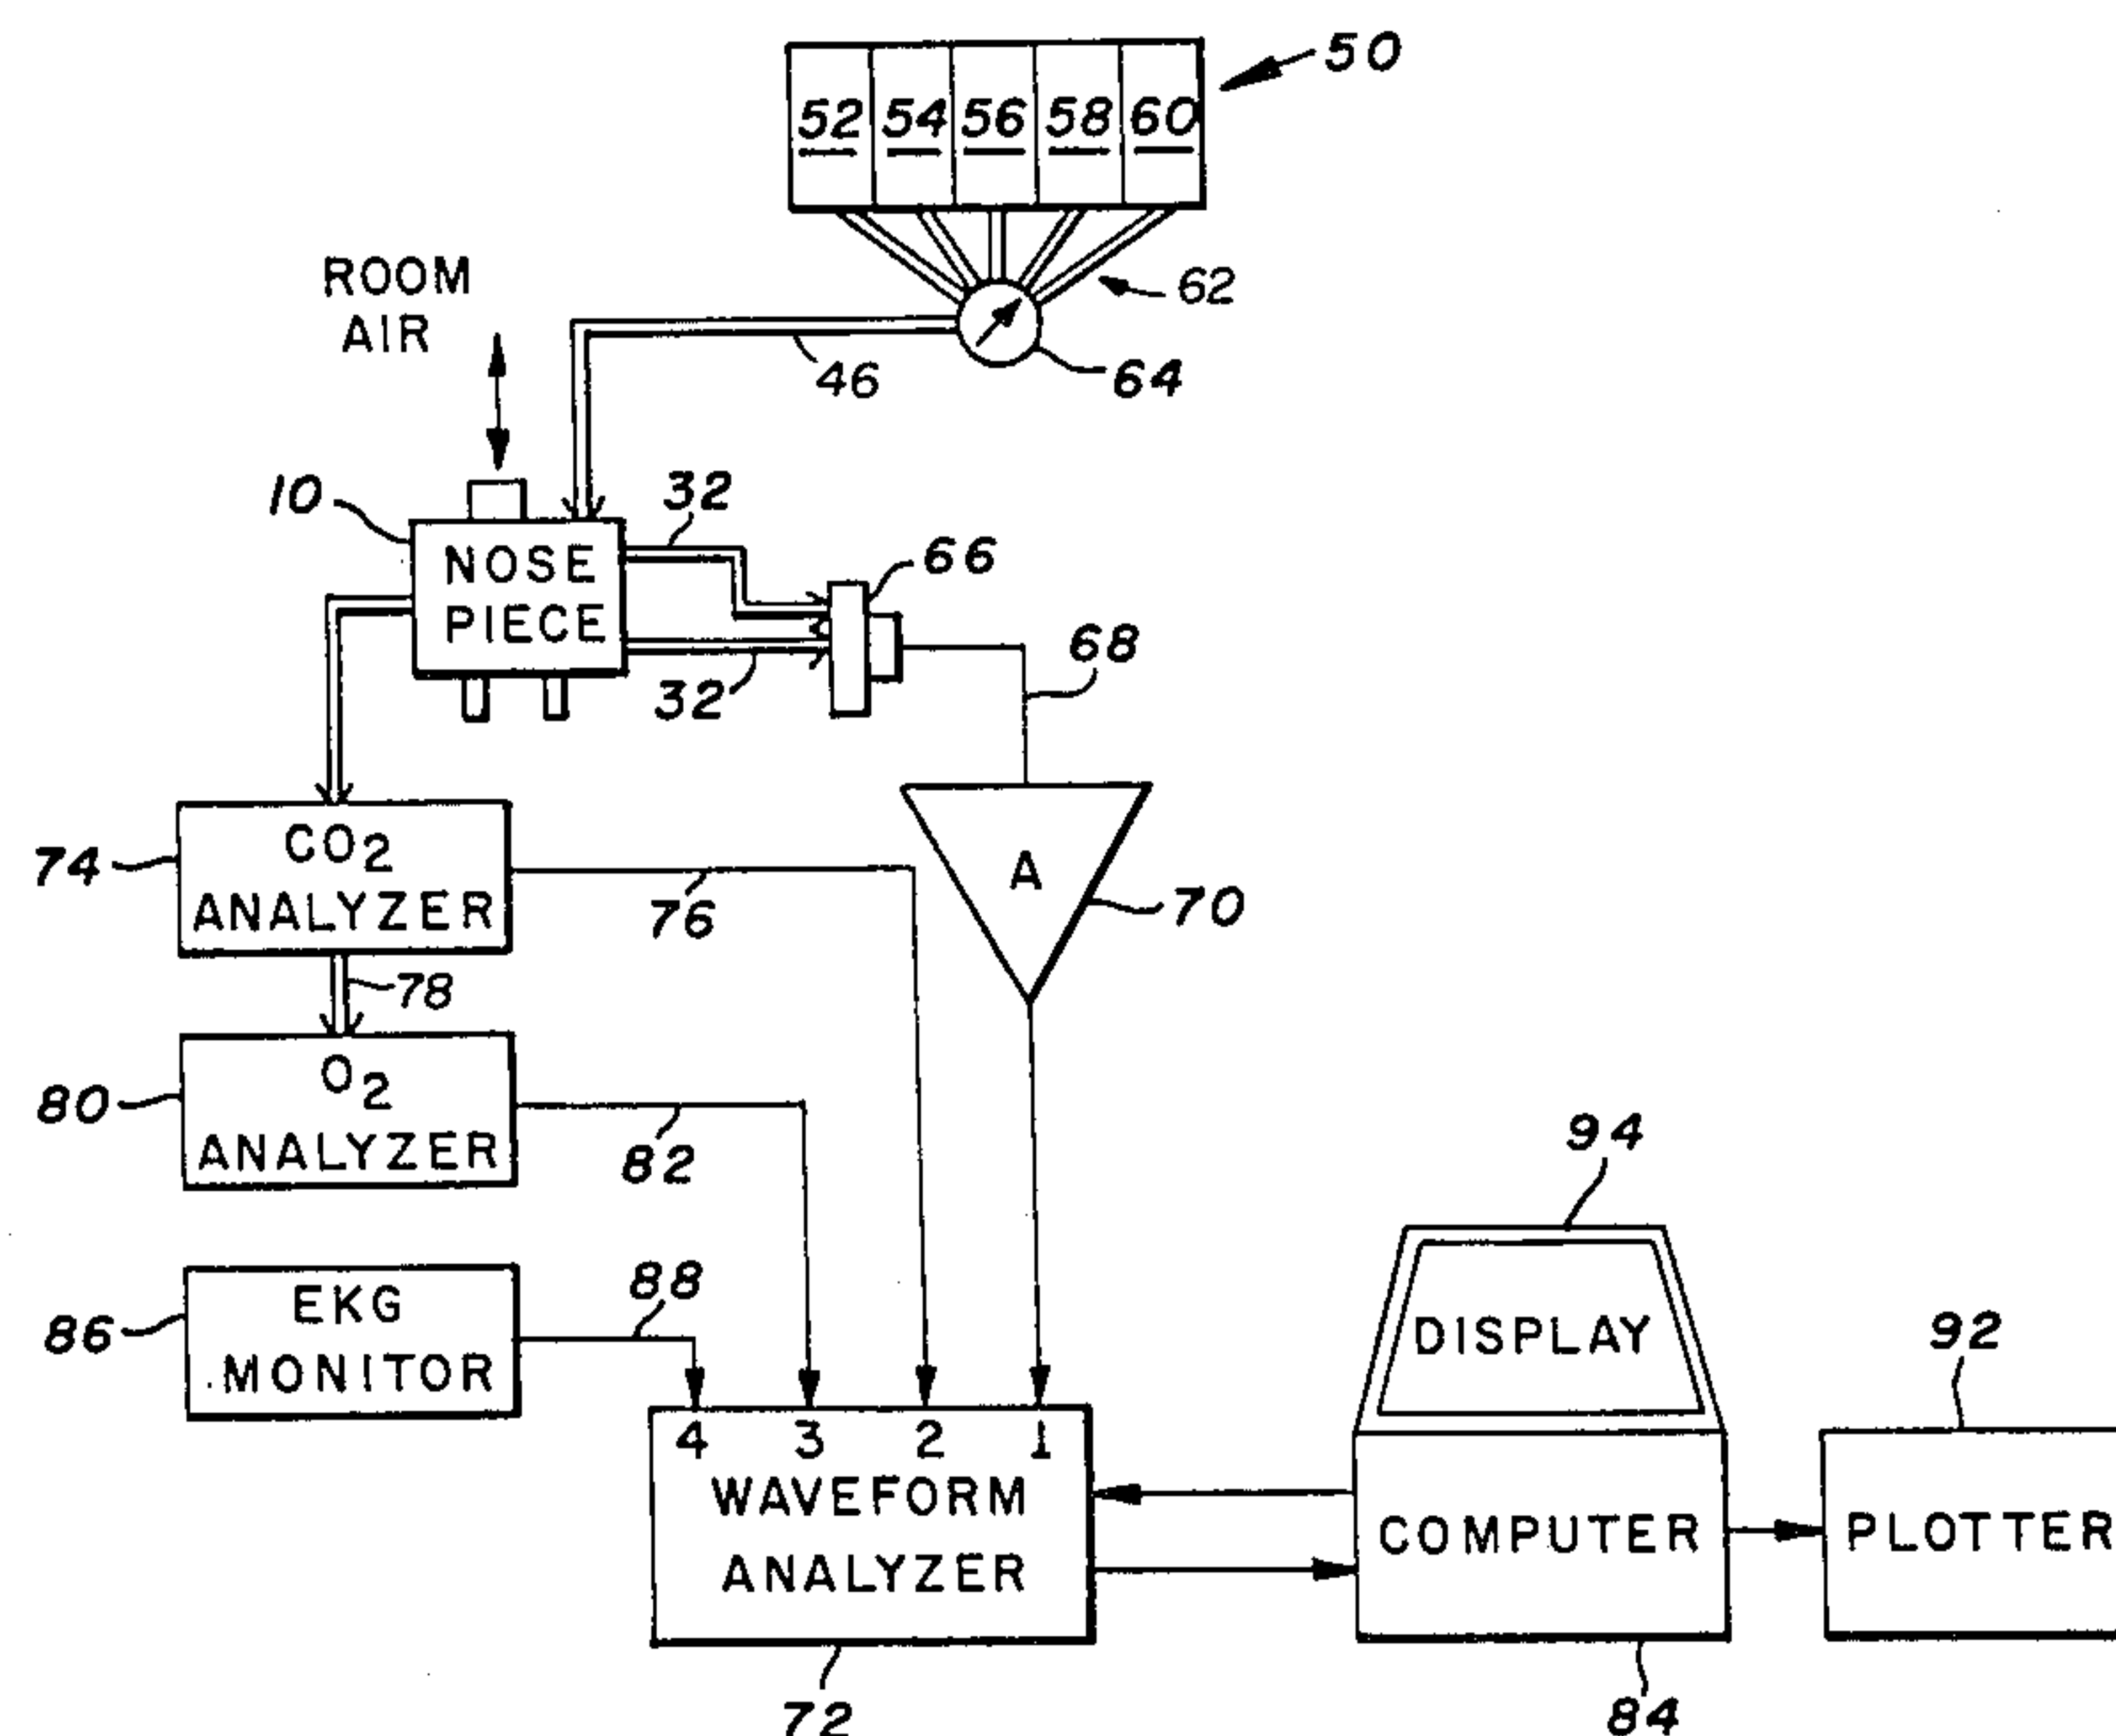 50
52 54 56 58 60
ROOM
AIR
62
46
64
10
32
NOSE
PIECE
66
32
68
74
CO2
ANALYZER
76
A
70
78
80
O2
ANALYZER
82
94
86
EKG
MONITOR
88
DISPLAY
92
4 3 2 1
WAVEFORM
ANALYZER
COMPUTER
PLOTTER
72
84